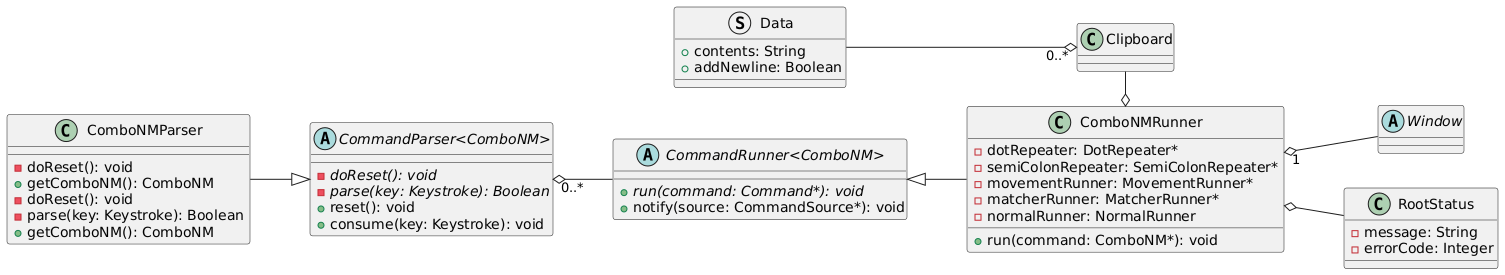 S Data
contents: String
addNewline: Boolean
0..*
C Clipboard
C ComboNMParser
doReset(): void
getComboNM(): ComboNM
doReset(): void
parse(key: Keystroke): Boolean
getComboNM(): ComboNM
A CommandParser<ComboNM>
doReset(): void
parse(key: Keystroke): Boolean
reset(): void
consume(key: Keystroke): void
0..*
A CommandRunner<ComboNM>
run(command: Command*): void
notify(source: CommandSource*): void
C ComboNMRunner
dotRepeater: DotRepeater*
semiColonRepeater: SemiColonRepeater*
movementRunner: MovementRunner*
matcherRunner: MatcherRunner*
normalRunner: NormalRunner
run(command: ComboNM*): void
1
A Window
C RootStatus
message: String
errorCode: Integer